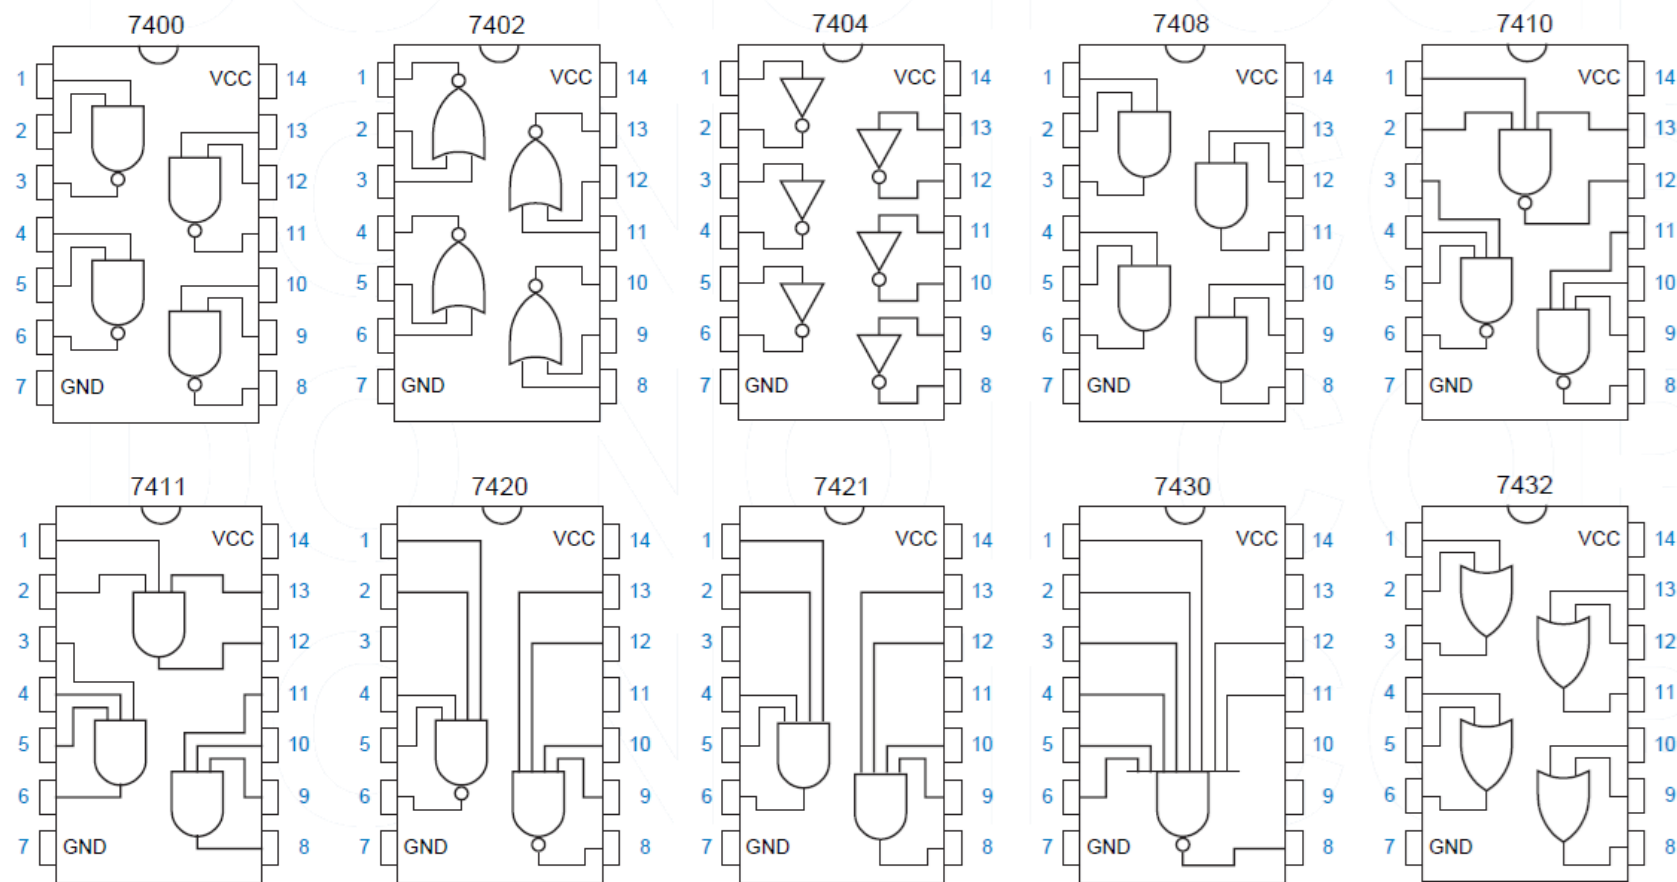 7400 7402 7404 7408 7410
1 VCC 14 1 VCC 14 1 VCC 14 1 VCC 14 1 VCC 14
2 13 2 13 2 13 2 13 2 13
3 12 3 12 3 12 3 12 3 12
4 11 4 11 4 11 4 11 4 11
5 10 5 10 5 10 5 10 5 10
6 9 6 9 6 9 6 9 6 9
7 GND 8 7 GND 8 7 GND 8 7 GND 8 7 GND 8
7411 7420 7421 7430 7432
1 VCC 14 1 VCC 14 1 VCC 14 1 VCC 14 1 VCC 14
2 13 2 13 2 13 2 13 2 13
3 12 3 12 3 12 3 12 3 12
4 11 4 11 4 11 4 11 4 11
5 10 5 10 5 10 5 10 5 10
6 9 6 9 6 9 6 9 6 9
7 GND 8 7 GND 8 7 GND 8 7 GND 8 7 GND 8